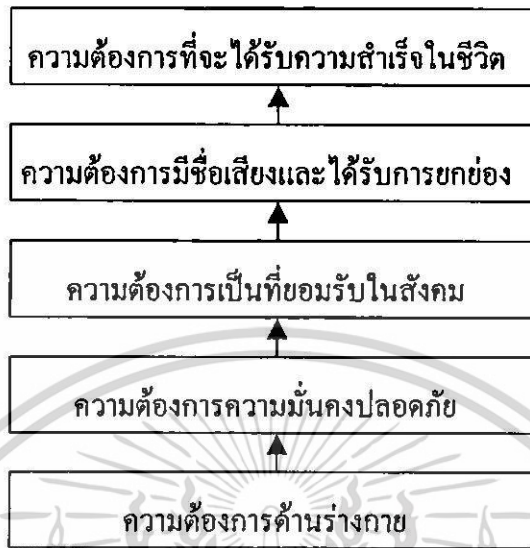 ความต้องการที่จะได้รับความสำเร็จในชีวิต
ความต้องการมีชื่อเสียงและได้รับการยกย่อง
ความต้องการเป็นที่ยอมรับในสังคม
ความต้องการความมั่นคงปลอดภัย
ความต้องการด้านร่างกาย